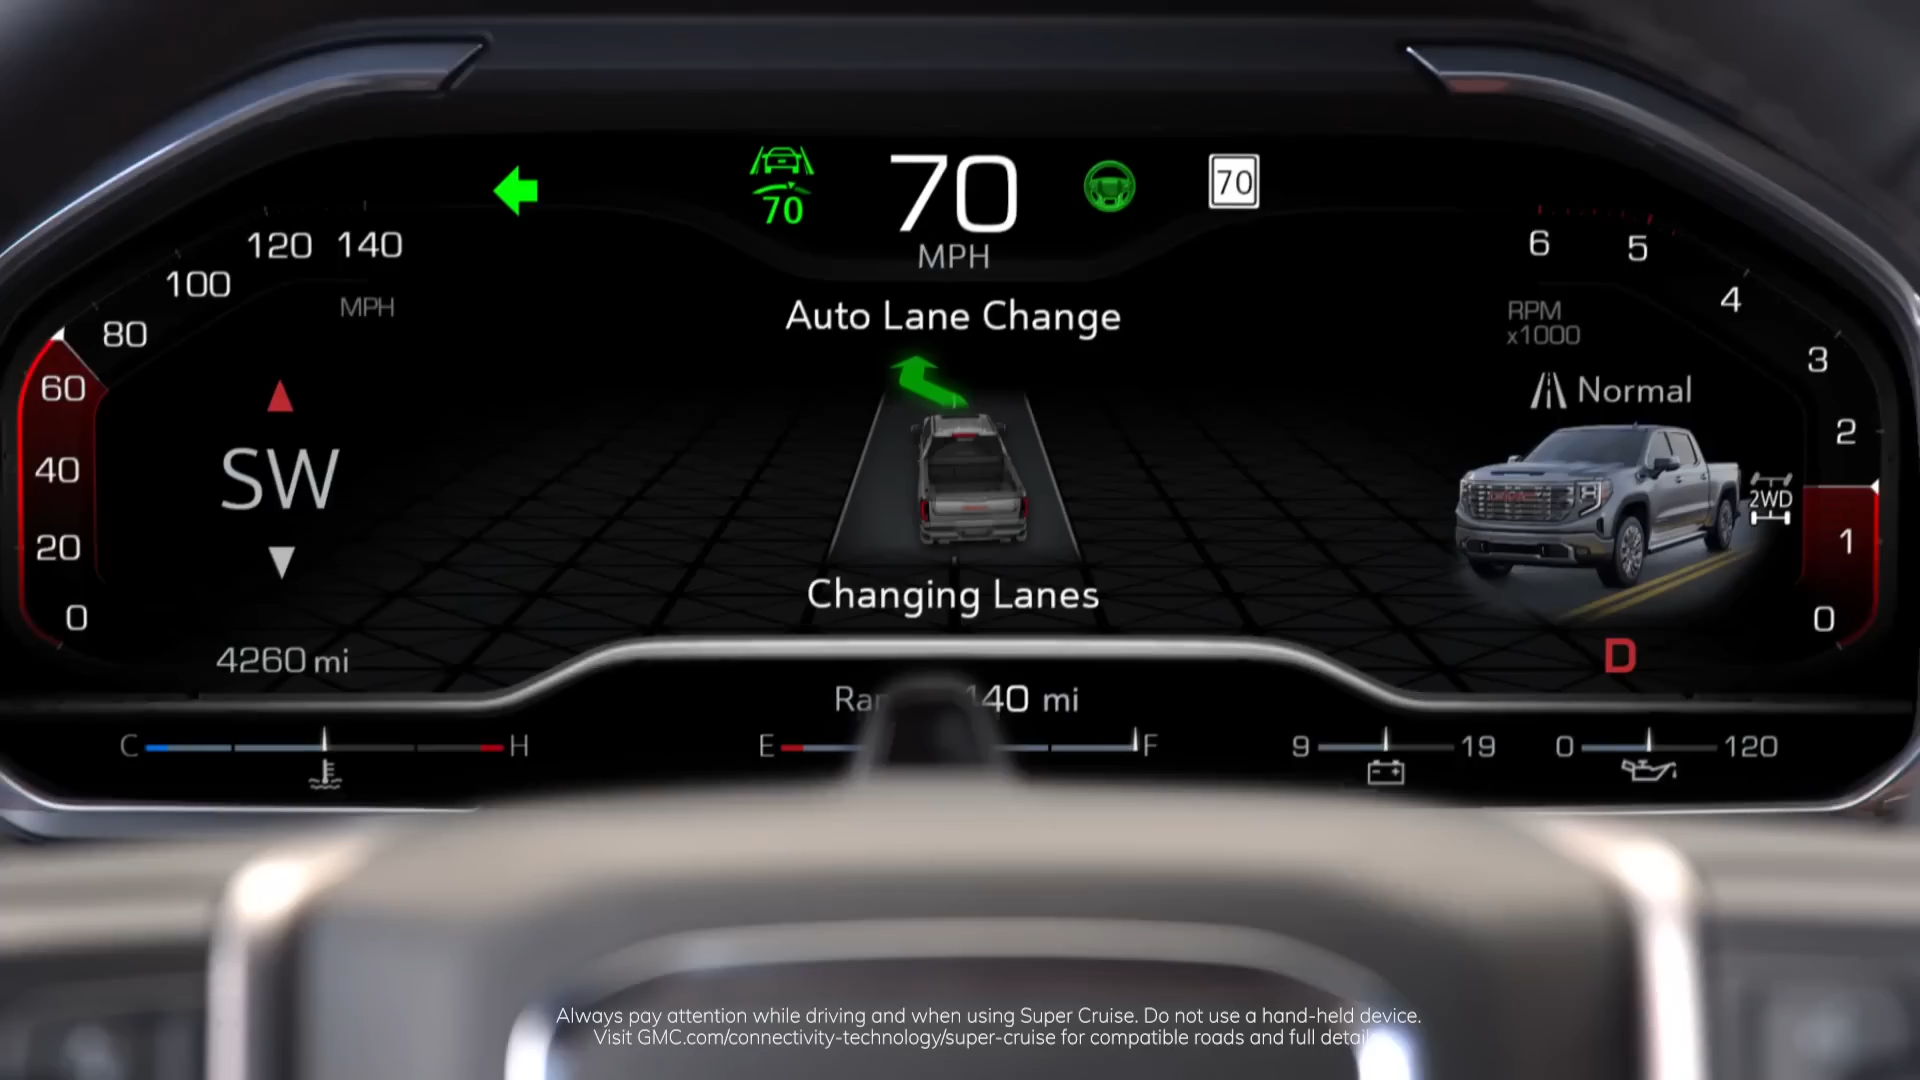 70
70
MPH
70
Auto Lane Change
Changing Lanes
120 140
100
MPH
80
60
40
20
0
SW
4260 mi
6 5
4
3
2
1
0
RPM
x1000
Normal
GMC
2WD
D
40 mi
C H
E F
9 19
0 120
Always pay attention while driving and when using Super Cruise. Do not use a hand-held device.
Visit GMC.com/connectivity-technology/super-cruise for compatible roads and full